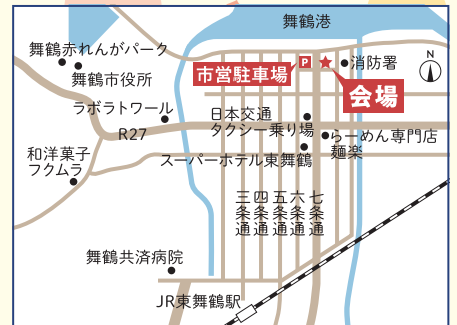 舞鶴港
舞鶴赤れんがパーク
舞鶴市役所
市営駐車場
P
消防署
N
会場
ラボラトワール
日本交通
タクシー乗り場
R27
らーめん専門店
麺楽
和洋菓子
フクムラ
スーパーホテル東舞鶴
三条通
四条通
五条通
六条通
七条通
舞鶴共済病院
JR東舞鶴駅